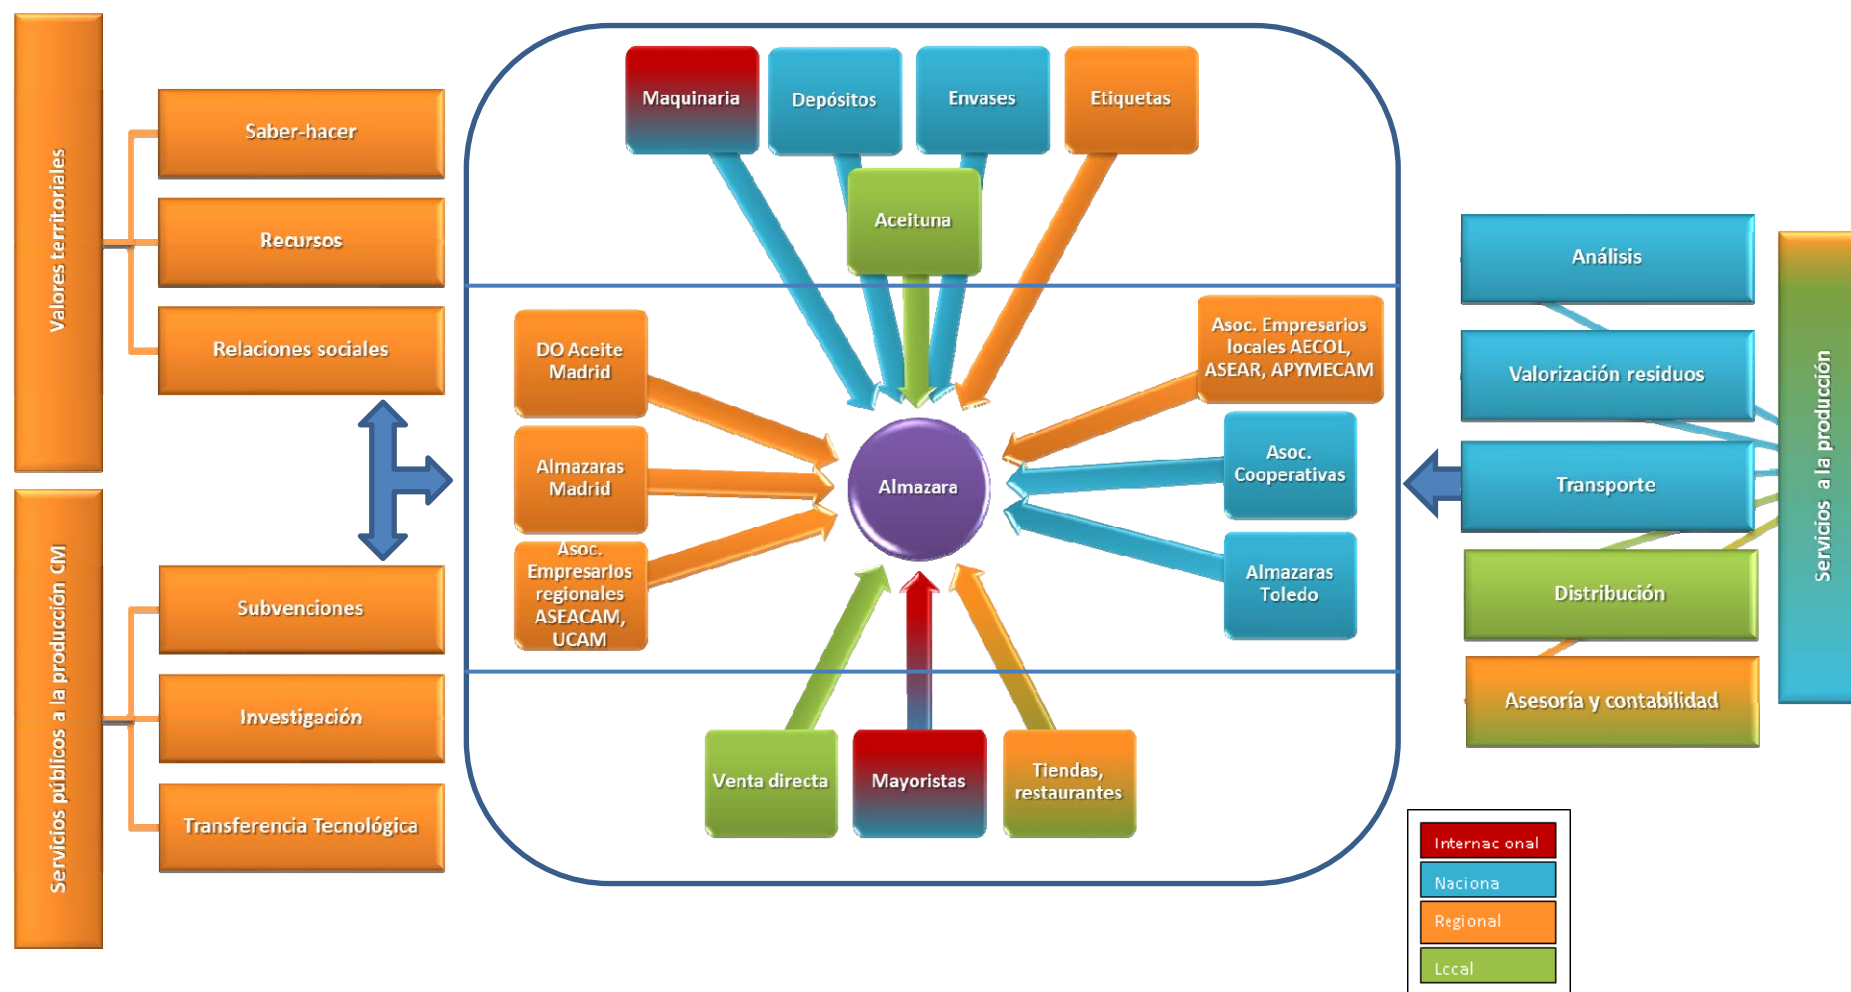 Valores territoriales
Saber-hacer
Recursos
Relaciones sociales
Servicios públicos a la producción CM
Subvenciones
Investigación
Transferencia Tecnológica
Maquinaria
Depósitos
Envases
Etiquetas
Aceituna
DO Aceite
Madrid
Almazaras
Madrid
Asoc.
Empresarios
regionales
ASEACAM,
UCAM
Almazara
Asoc. Empresarios
locales AECOL,
ASEAR, APYMECAM
Asoc.
Cooperativas
Almazaras
Toledo
Venta directa
Mayoristas
Tiendas,
restaurantes
Análisis
Valorización residuos
Transporte
Distribución
Asesoría y contabilidad
Servicios a la producción
Internac onal
Naciona
Regional
Local